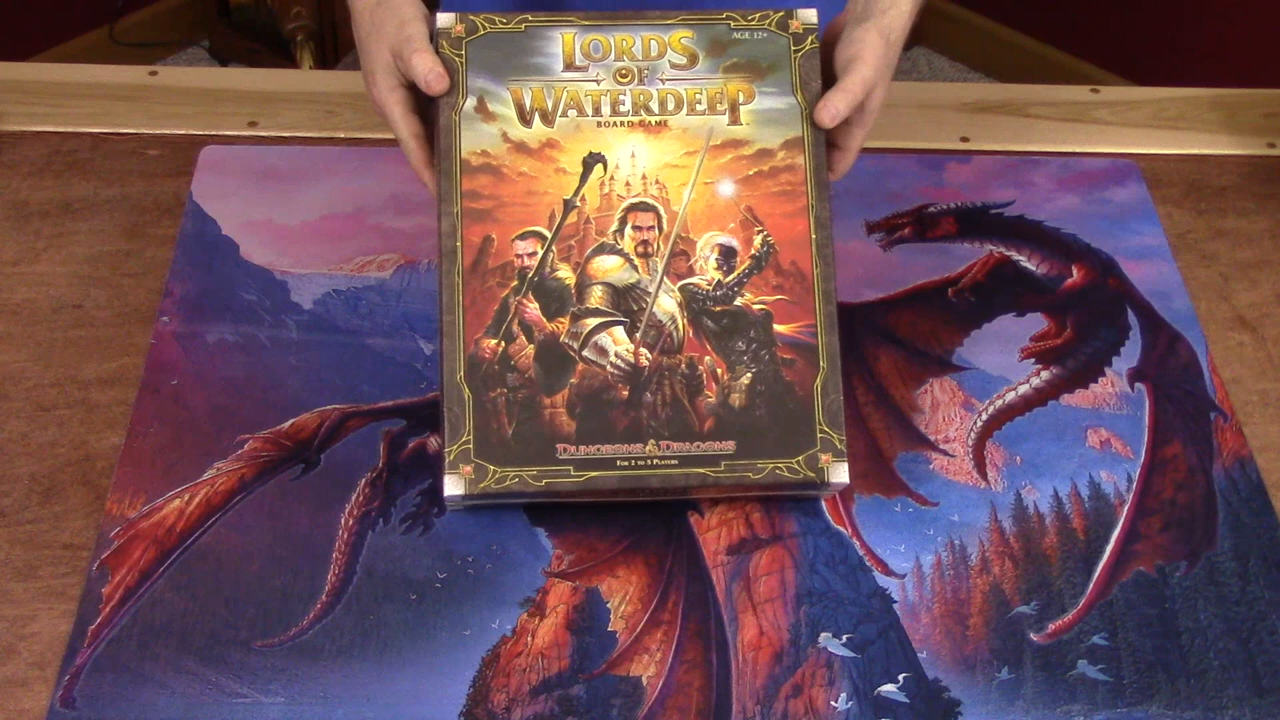 AGE 12+
LORDS
OF
WATERDEEP
BOARD GAME
DUNGEONS & DRAGONS
FOR 2 TO 5 PLAYERS